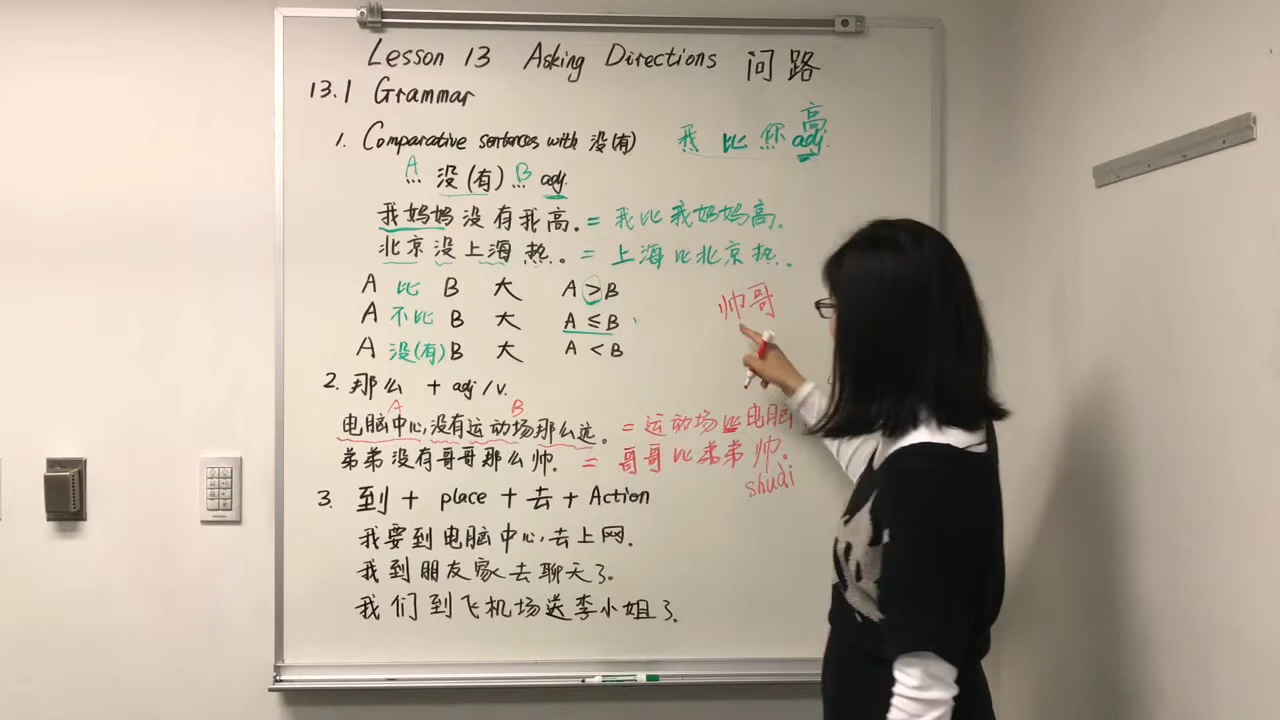 Lesson 13 Asking Directions 问路
13.1 Grammar
1. Comparative sentences with 没(有) 我比你高 adj.
A B
… 没(有) … adj.
我妈妈没有我高。= 我比我妈妈高。
北京没上海热。= 上海比北京热。
A 比 B 大 A > B
帅哥
A 不比 B 大 A ≤ B
A 没(有) B 大 A < B
2. 那么 + adj / v.
A B
电脑中心,没有运动场那么远。= 运动场比电脑
弟弟没有哥哥那么帅. = 哥哥比弟弟帅。
shuài
3. 到 + place + 去 + Action
我要到电脑中心,去上网.
我到朋友家去聊天了。
我们到飞机场送李小姐了.